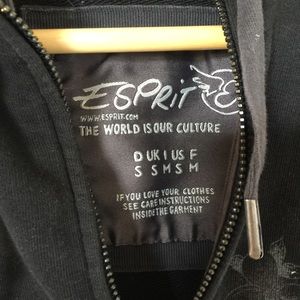 ESPRIT
WWW.ESPRIT.COM
THE WORLD IS OUR CULTURE
D UK I US F
S S M S M
IF YOU LOVE YOUR CLOTHES
SEE CARE INSTRUCTIONS
INSIDE THE GARMENT